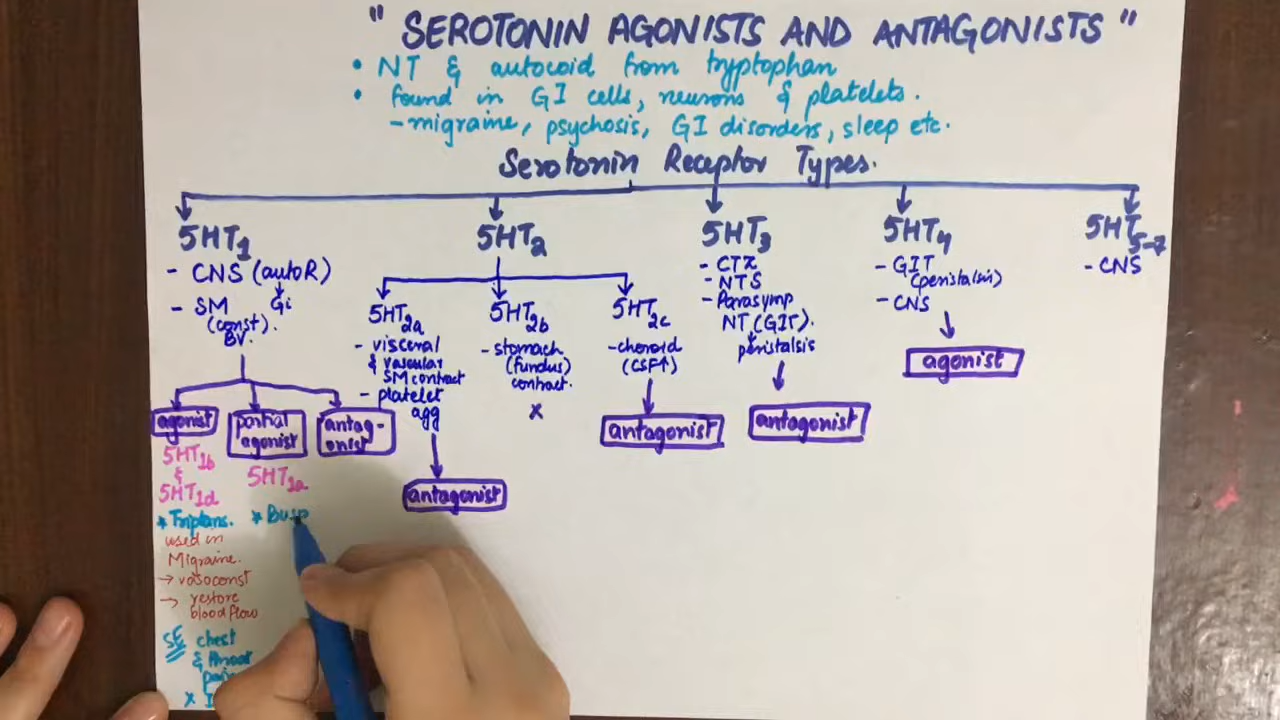 " SEROTONIN AGONISTS AND ANTAGONISTS "
• NT & autocoid from tryptophan
• found in GI cells, neurons & platelets.
- migraine, psychosis, GI disorders, sleep etc.
Serotonin Receptor Types.
5HT1
- CNS (autoR)
Gi
- SM
(const).
BV.
agonist
5HT1b
&
5HT1d
* Triptans.
used in
Migraine.
→ vasoconst
→ restore
blood flow
SE chest
& throat
x
partial
agonist
5HT1a
* Busp
antag-
onist
5HT2
5HT2a
- visceral
& vascular
SM contract
- platelet
agg
antagonist
5HT2b
- stomach
(fundus)
contract.
x
5HT2c
- choroid
(CSF↑)
antagonist
5HT3
- CTZ
- NTS
- Parasymp
NT (GIT).
peristalsis
antagonist
5HT4
- GIT
(peristalsis)
- CNS
agonist
5HT5-7
- CNS